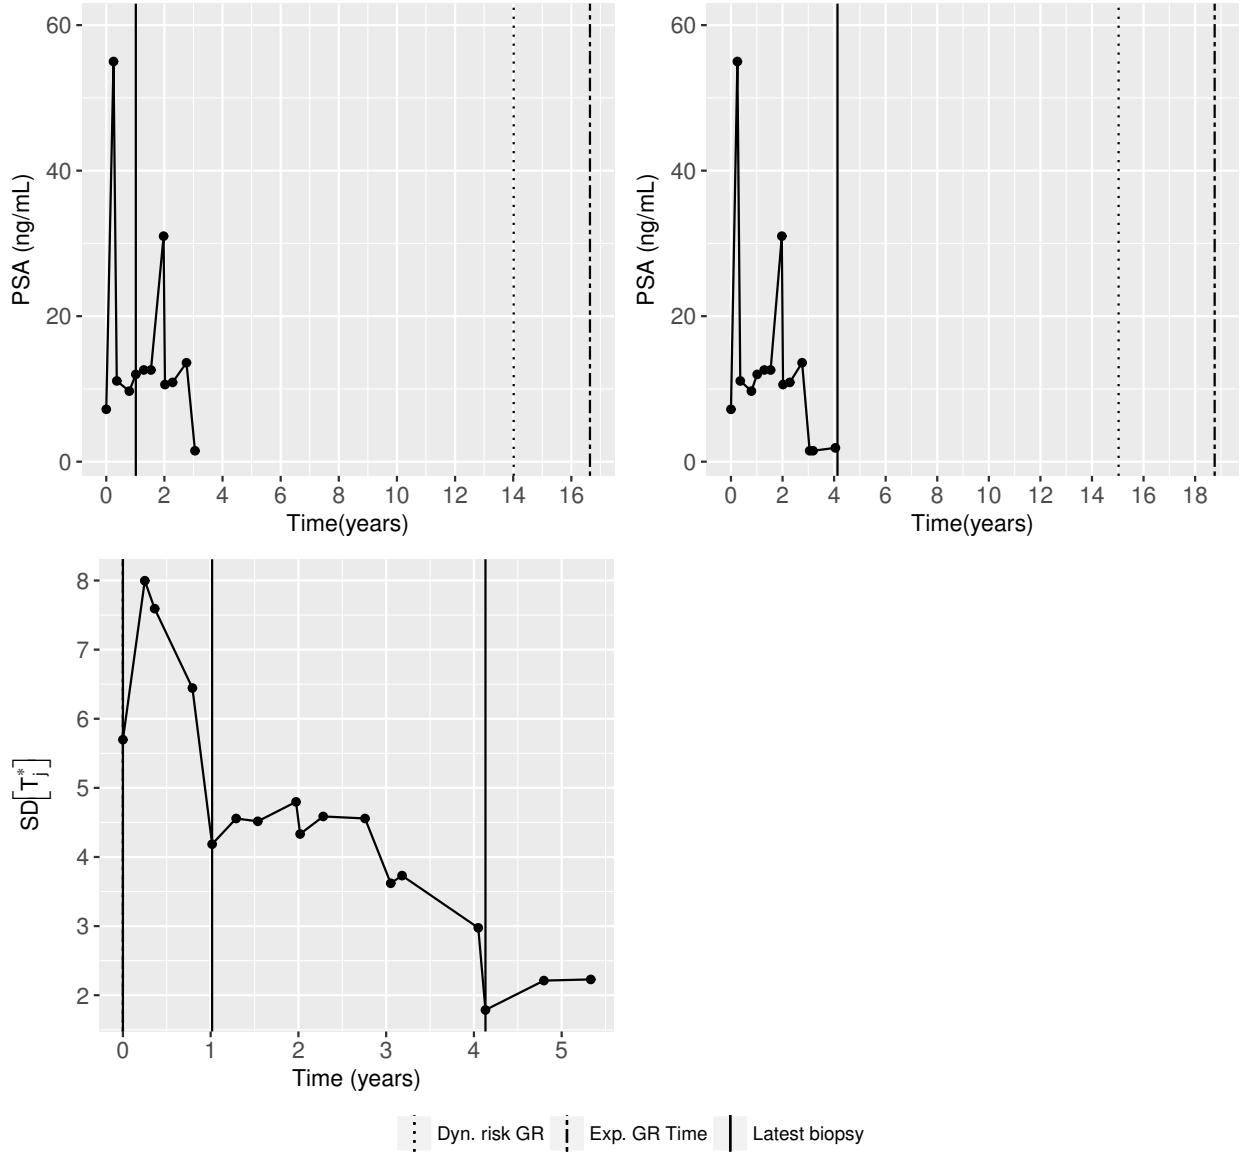 60
40
20
0
PSA (ng/mL)
0 2 4 6 8 10 12 14 16
Time(years)
60
40
20
0
PSA (ng/mL)
0 2 4 6 8 10 12 14 16 18
Time(years)
8
7
6
5
4
3
2
SD[T*j]
0 1 2 3 4 5
Time (years)
Dyn. risk GR Exp. GR Time Latest biopsy